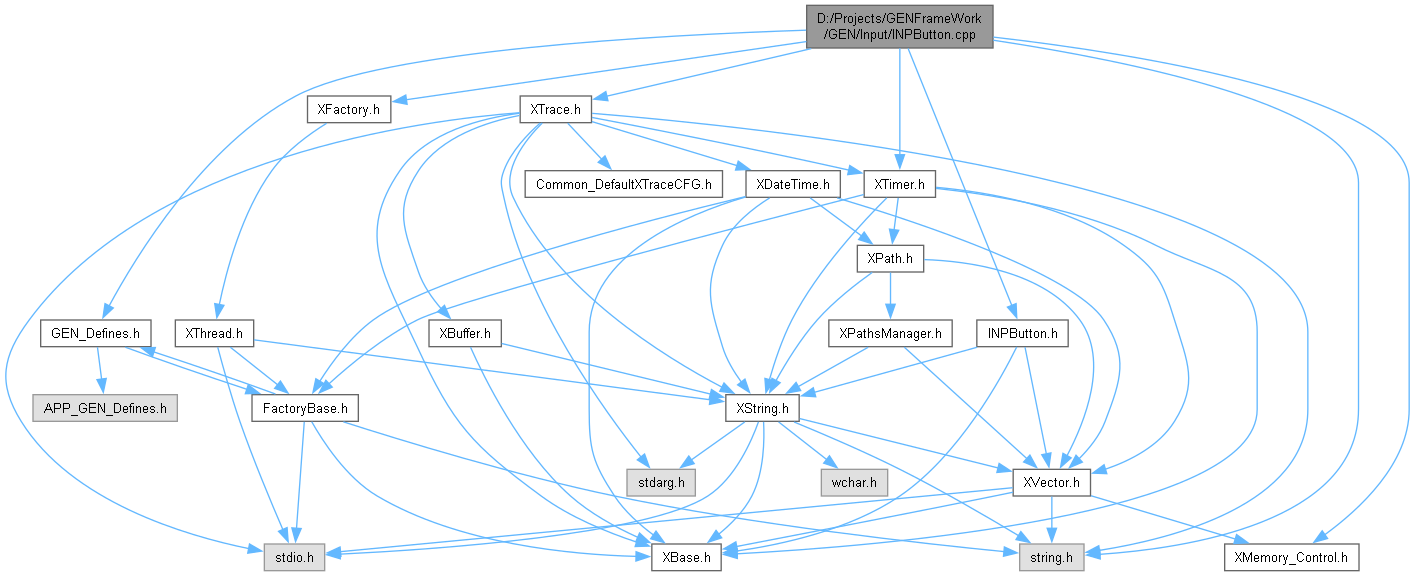 D:/Projects/GENFrameWork
/GEN/Input/INPButton.cpp
XFactory.h
XTrace.h
Common_DefaultXTraceCFG.h
XDateTime.h
XTimer.h
XPath.h
GEN_Defines.h
XThread.h
XBuffer.h
XPathsManager.h
INPButton.h
APP_GEN_Defines.h
FactoryBase.h
XString.h
stdarg.h
wchar.h
XVector.h
stdio.h
XBase.h
string.h
XMemory_Control.h